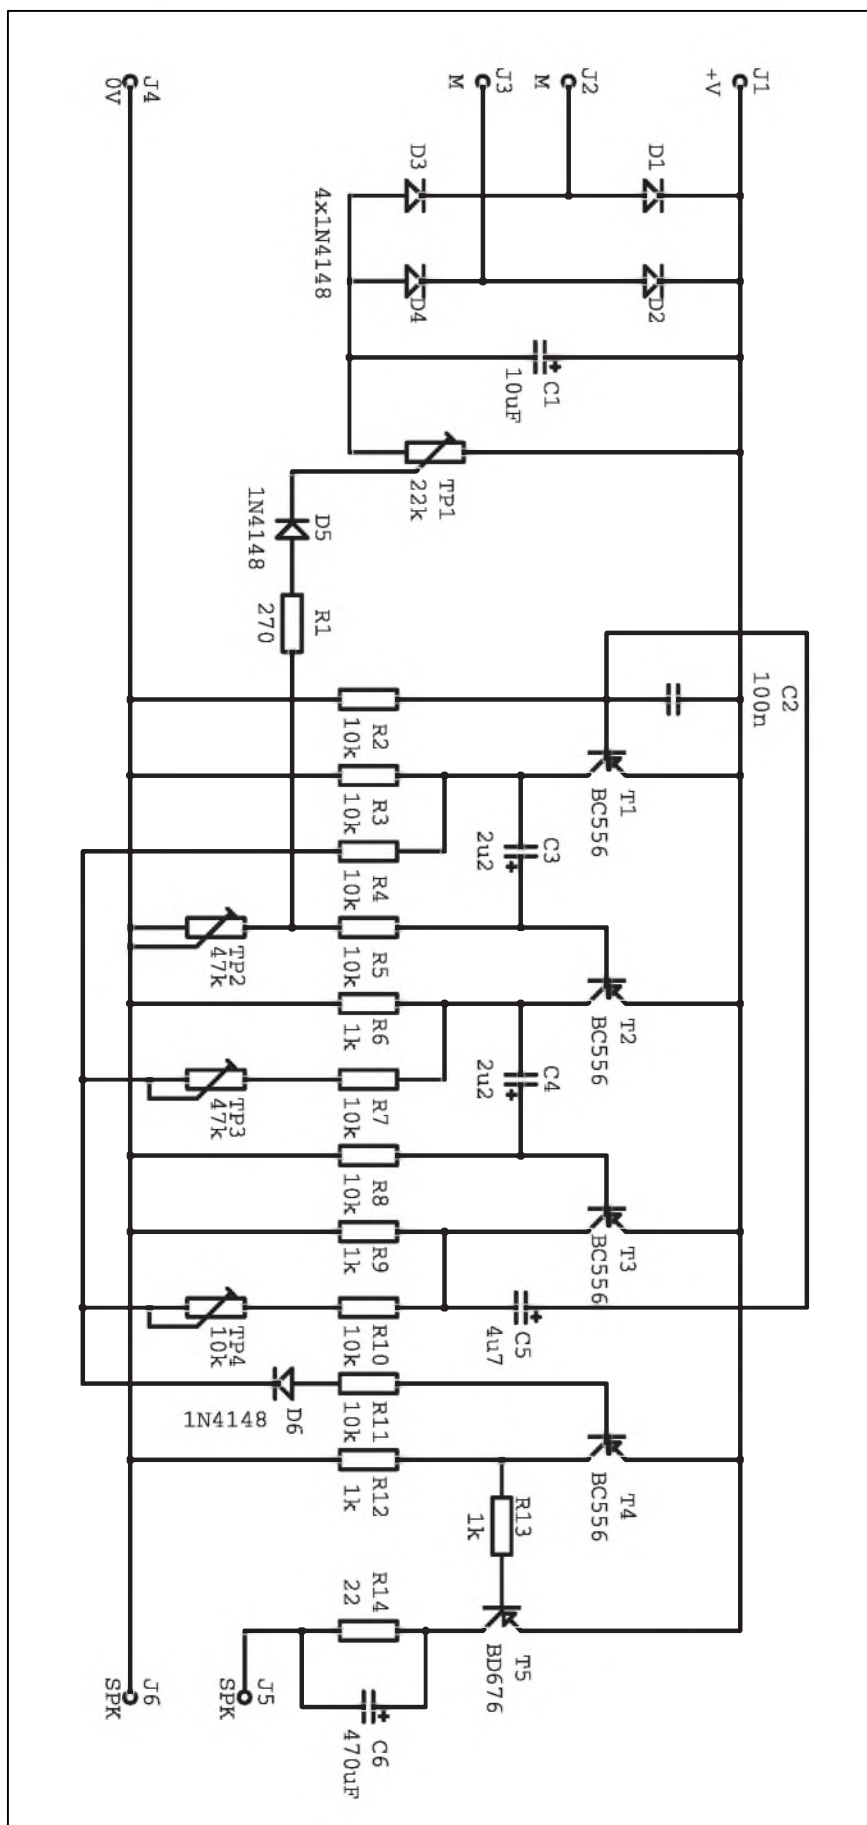 J1
+V
J2
M
J3
M
J4
0V
D1
D3
D2
D4
4x1N4148
C1
10uF
TP1
22k
D5
1N4148
R1
270
C2
100n
R2
10k
T1
BC556
R3
10k
C3
2u2
R4
10k
R5
10k
TP2
47k
T2
BC556
R6
1k
C4
2u2
R7
10k
TP3
47k
R8
10k
T3
BC556
R9
1k
C5
4u7
R10
10k
TP4
10k
R11
10k
D6
1N4148
T4
BC556
R12
1k
R13
1k
R14
22
T5
BD676
C6
470uF
J5
SPK
J6
SPK